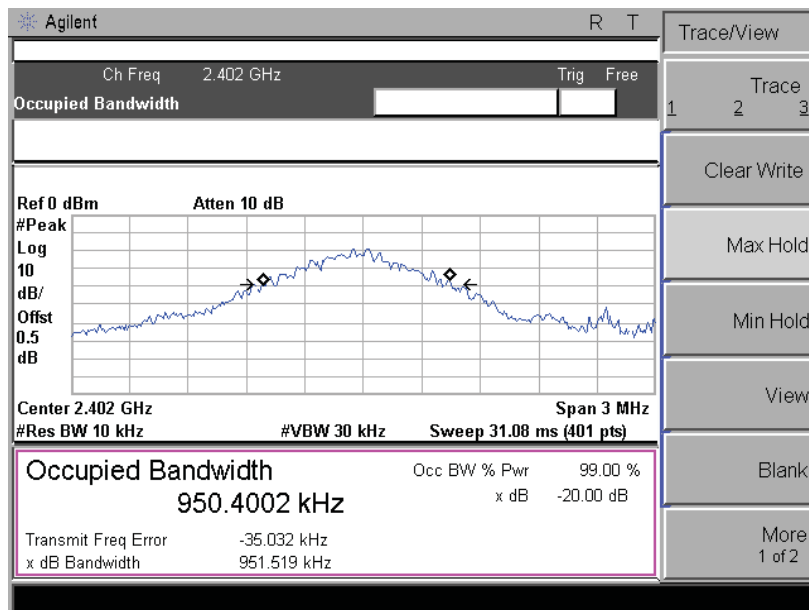 Agilent R T
Ch Freq 2.402 GHz Trig Free
Occupied Bandwidth
Ref 0 dBm Atten 10 dB
#Peak
Log
10
dB/
Offst
0.5
dB
Center 2.402 GHz Span 3 MHz
#Res BW 10 kHz #VBW 30 kHz Sweep 31.08 ms (401 pts)
Occupied Bandwidth
950.4002 kHz
Occ BW % Pwr 99.00 %
x dB -20.00 dB
Transmit Freq Error -35.032 kHz
x dB Bandwidth 951.519 kHz
Trace/View
Trace
1 2 3
Clear Write
Max Hold
Min Hold
View
Blank
More
1 of 2